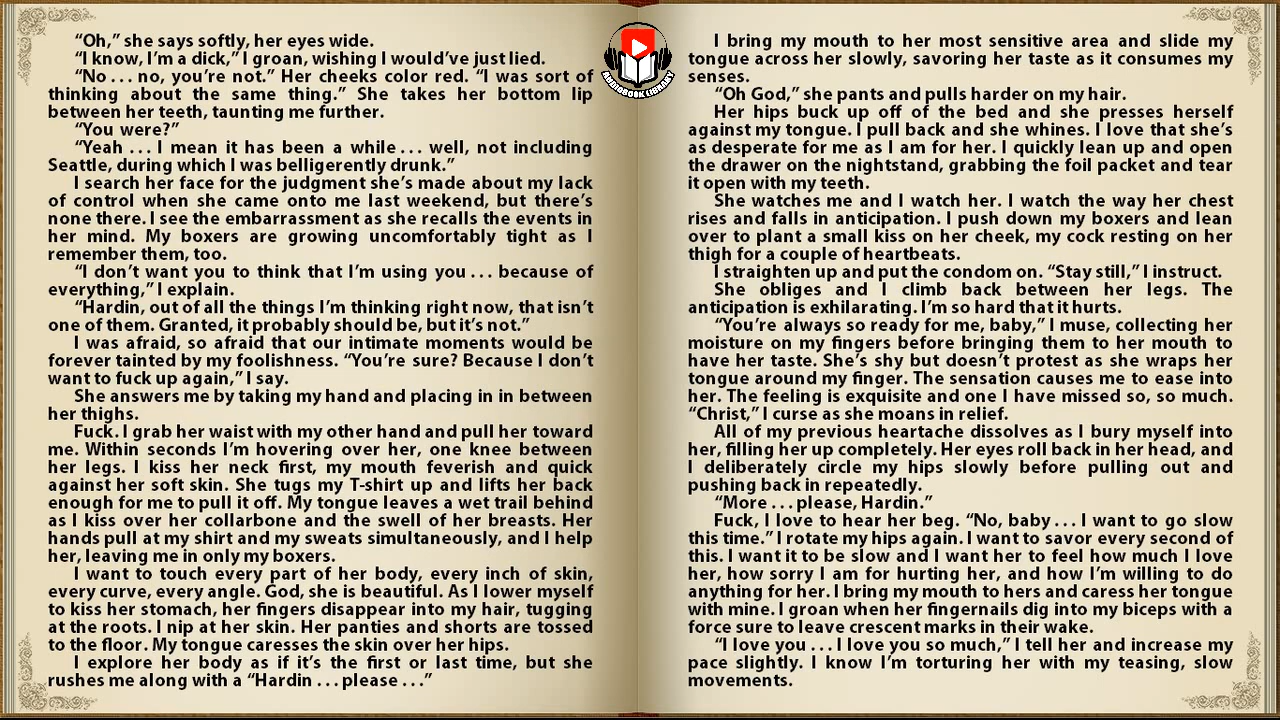 “Oh,” she says softly, her eyes wide.
“I know, I’m a dick,” I groan, wishing I would’ve just lied.
“No . . . no, you’re not.” Her cheeks color red. “I was sort of
thinking about the same thing.” She takes her bottom lip
between her teeth, taunting me further.
“You were?”
“Yeah . . . I mean it has been a while . . . well, not including
Seattle, during which I was belligerently drunk.”
I search her face for the judgment she’s made about my lack
of control when she came onto me last weekend, but there’s
none there. I see the embarrassment as she recalls the events in
her mind. My boxers are growing uncomfortably tight as I
remember them, too.
“I don’t want you to think that I’m using you . . . because of
everything,” I explain.
“Hardin, out of all the things I’m thinking right now, that isn’t
one of them. Granted, it probably should be, but it’s not.”
I was afraid, so afraid that our intimate moments would be
forever tainted by my foolishness. “You’re sure? Because I don’t
want to fuck up again,” I say.
She answers me by taking my hand and placing in in between
her thighs.
Fuck. I grab her waist with my other hand and pull her toward
me. Within seconds I’m hovering over her, one knee between
her legs. I kiss her neck first, my mouth feverish and quick
against her soft skin. She tugs my T-shirt up and lifts her back
enough for me to pull it off. My tongue leaves a wet trail behind
as I kiss over her collarbone and the swell of her breasts. Her
hands pull at my shirt and my sweats simultaneously, and I help
her, leaving me in only my boxers.
I want to touch every part of her body, every inch of skin,
every curve, every angle. God, she is beautiful. As I lower myself
to kiss her stomach, her fingers disappear into my hair, tugging
at the roots. I nip at her skin. Her panties and shorts are tossed
to the floor. My tongue caresses the skin over her hips.
I explore her body as if it’s the first or last time, but she
rushes me along with a “Hardin . . . please . . .”
AUDIOBOOK LIBRARY
I bring my mouth to her most sensitive area and slide my
tongue across her slowly, savoring her taste as it consumes my
senses.
“Oh God,” she pants and pulls harder on my hair.
Her hips buck up off of the bed and she presses herself
against my tongue. I pull back and she whines. I love that she’s
as desperate for me as I am for her. I quickly lean up and open
the drawer on the nightstand, grabbing the foil packet and tear
it open with my teeth.
She watches me and I watch her. I watch the way her chest
rises and falls in anticipation. I push down my boxers and lean
over to plant a small kiss on her cheek, my cock resting on her
thigh for a couple of heartbeats.
I straighten up and put the condom on. “Stay still,” I instruct.
She obliges and I climb back between her legs. The
anticipation is exhilarating. I’m so hard that it hurts.
“You’re always so ready for me, baby,” I muse, collecting her
moisture on my fingers before bringing them to her mouth to
have her taste. She’s shy but doesn’t protest as she wraps her
tongue around my finger. The sensation causes me to ease into
her. The feeling is exquisite and one I have missed so, so much.
“Christ,” I curse as she moans in relief.
All of my previous heartache dissolves as I bury myself into
her, filling her up completely. Her eyes roll back in her head, and
I deliberately circle my hips slowly before pulling out and
pushing back in repeatedly.
“More . . . please, Hardin.”
Fuck, I love to hear her beg. “No, baby . . . I want to go slow
this time.” I rotate my hips again. I want to savor every second of
this. I want it to be slow and I want her to feel how much I love
her, how sorry I am for hurting her, and how I’m willing to do
anything for her. I bring my mouth to hers and caress her tongue
with mine. I groan when her fingernails dig into my biceps with a
force sure to leave crescent marks in their wake.
“I love you . . . I love you so much,” I tell her and increase my
pace slightly. I know I’m torturing her with my teasing, slow
movements.